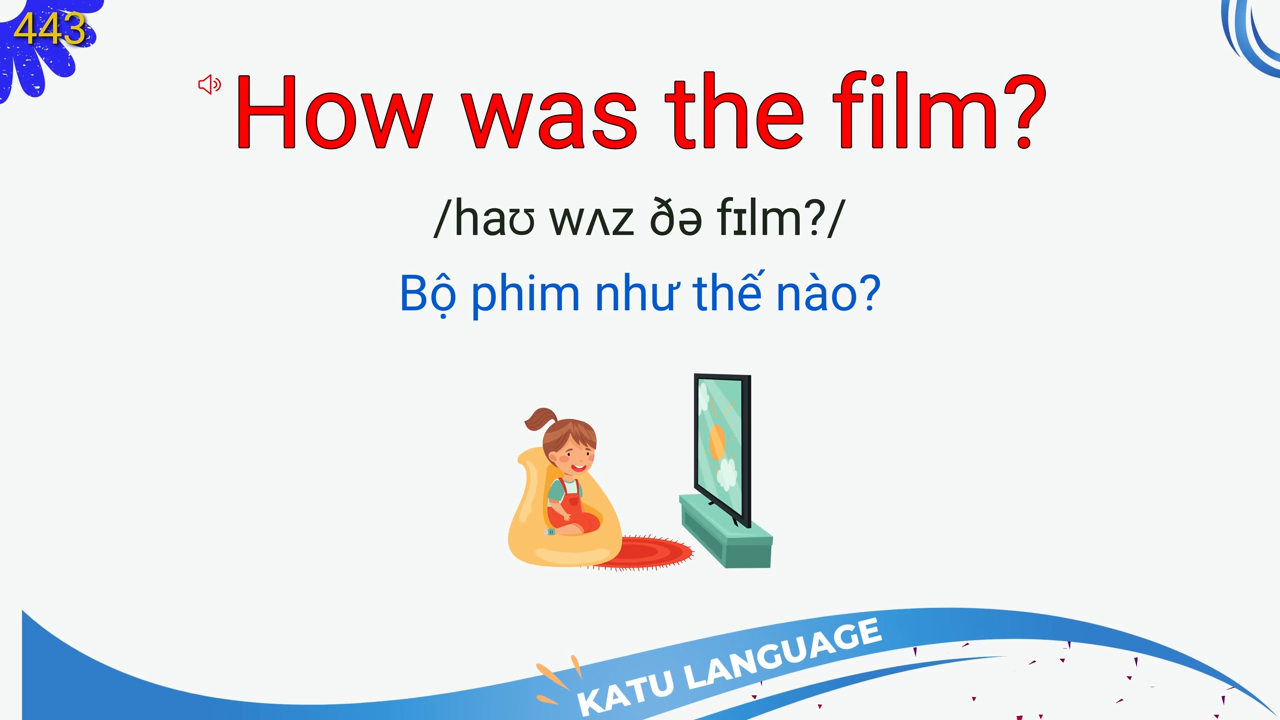 443
How was the film?
/haʊ wʌz ðə fɪlm?/
Bộ phim như thế nào?
KATU LANGUAGE